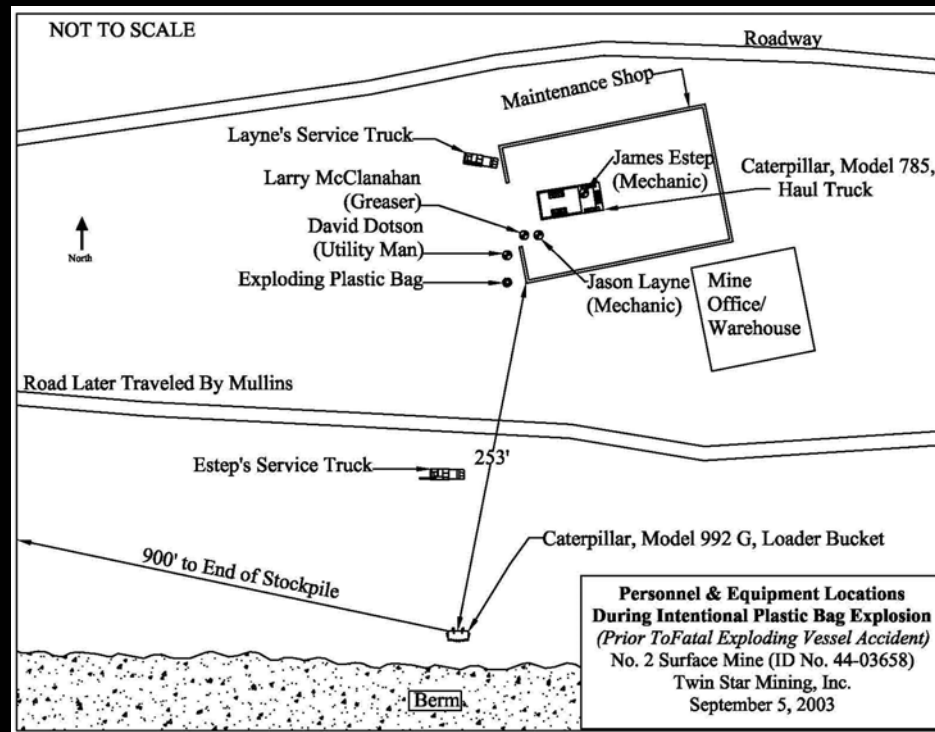 NOT TO SCALE
Roadway
Maintenance Shop
Layne's Service Truck
James Estep
(Mechanic)
Caterpillar, Model 785,
Haul Truck
Larry McClanahan
(Greaser)
David Dotson
(Utility Man)
North
Exploding Plastic Bag
Jason Layne
(Mechanic)
Mine
Office/
Warehouse
Road Later Traveled By Mullins
253'
Estep's Service Truck
Caterpillar, Model 992 G, Loader Bucket
900' to End of Stockpile
Berm
Personnel & Equipment Locations
During Intentional Plastic Bag Explosion
(Prior ToFatal Exploding Vessel Accident)
No. 2 Surface Mine (ID No. 44-03658)
Twin Star Mining, Inc.
September 5, 2003